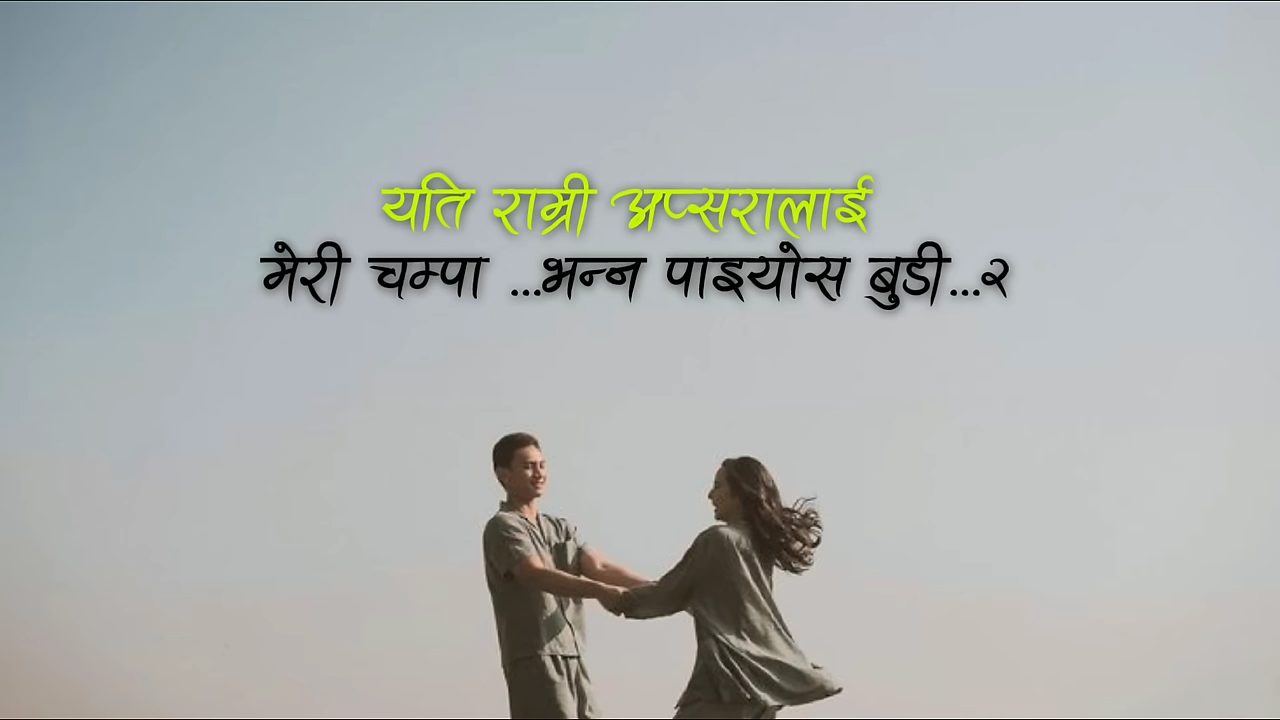 यति राम्री अप्सरालाई
मेरी चम्पा ...भन्न पाइयोस बुडी...२